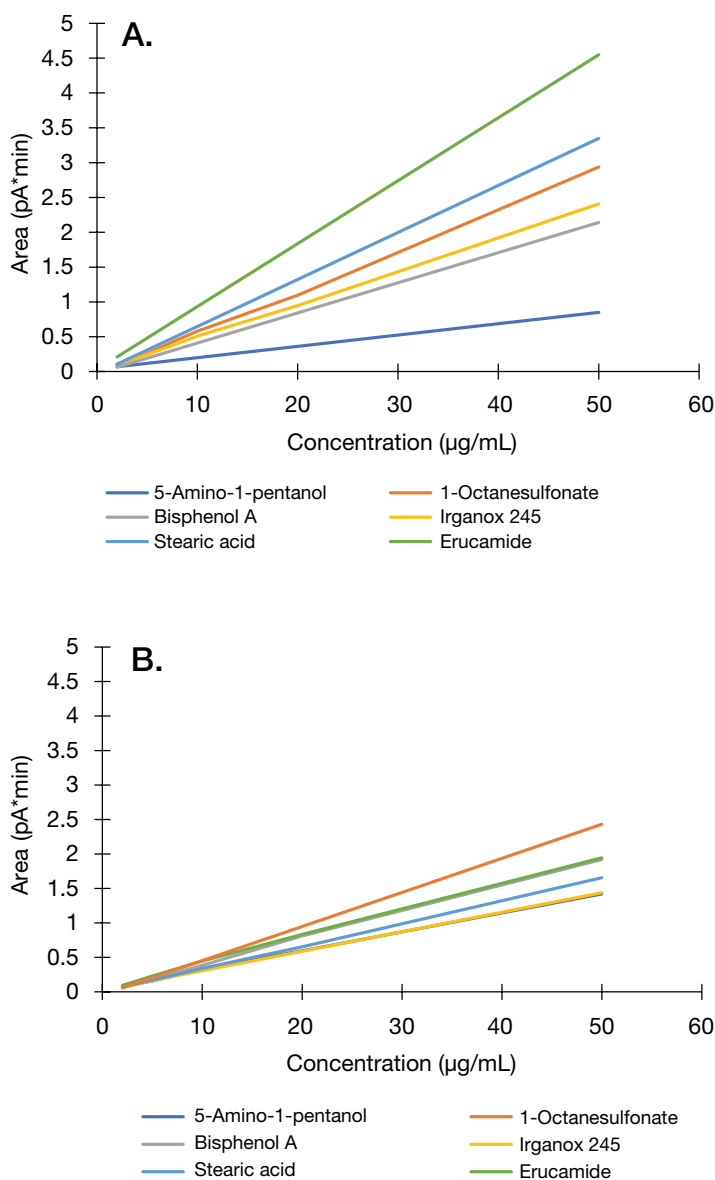 A.
5
4.5
4
3.5
3
2.5
2
1.5
1
0.5
0
Area (pA*min)
0 10 20 30 40 50 60
Concentration (µg/mL)
5-Amino-1-pentanol 1-Octanesulfonate
Bisphenol A Irganox 245
Stearic acid Erucamide
B.
5
4.5
4
3.5
3
2.5
2
1.5
1
0.5
0
Area (pA*min)
0 10 20 30 40 50 60
Concentration (µg/mL)
5-Amino-1-pentanol 1-Octanesulfonate
Bisphenol A Irganox 245
Stearic acid Erucamide